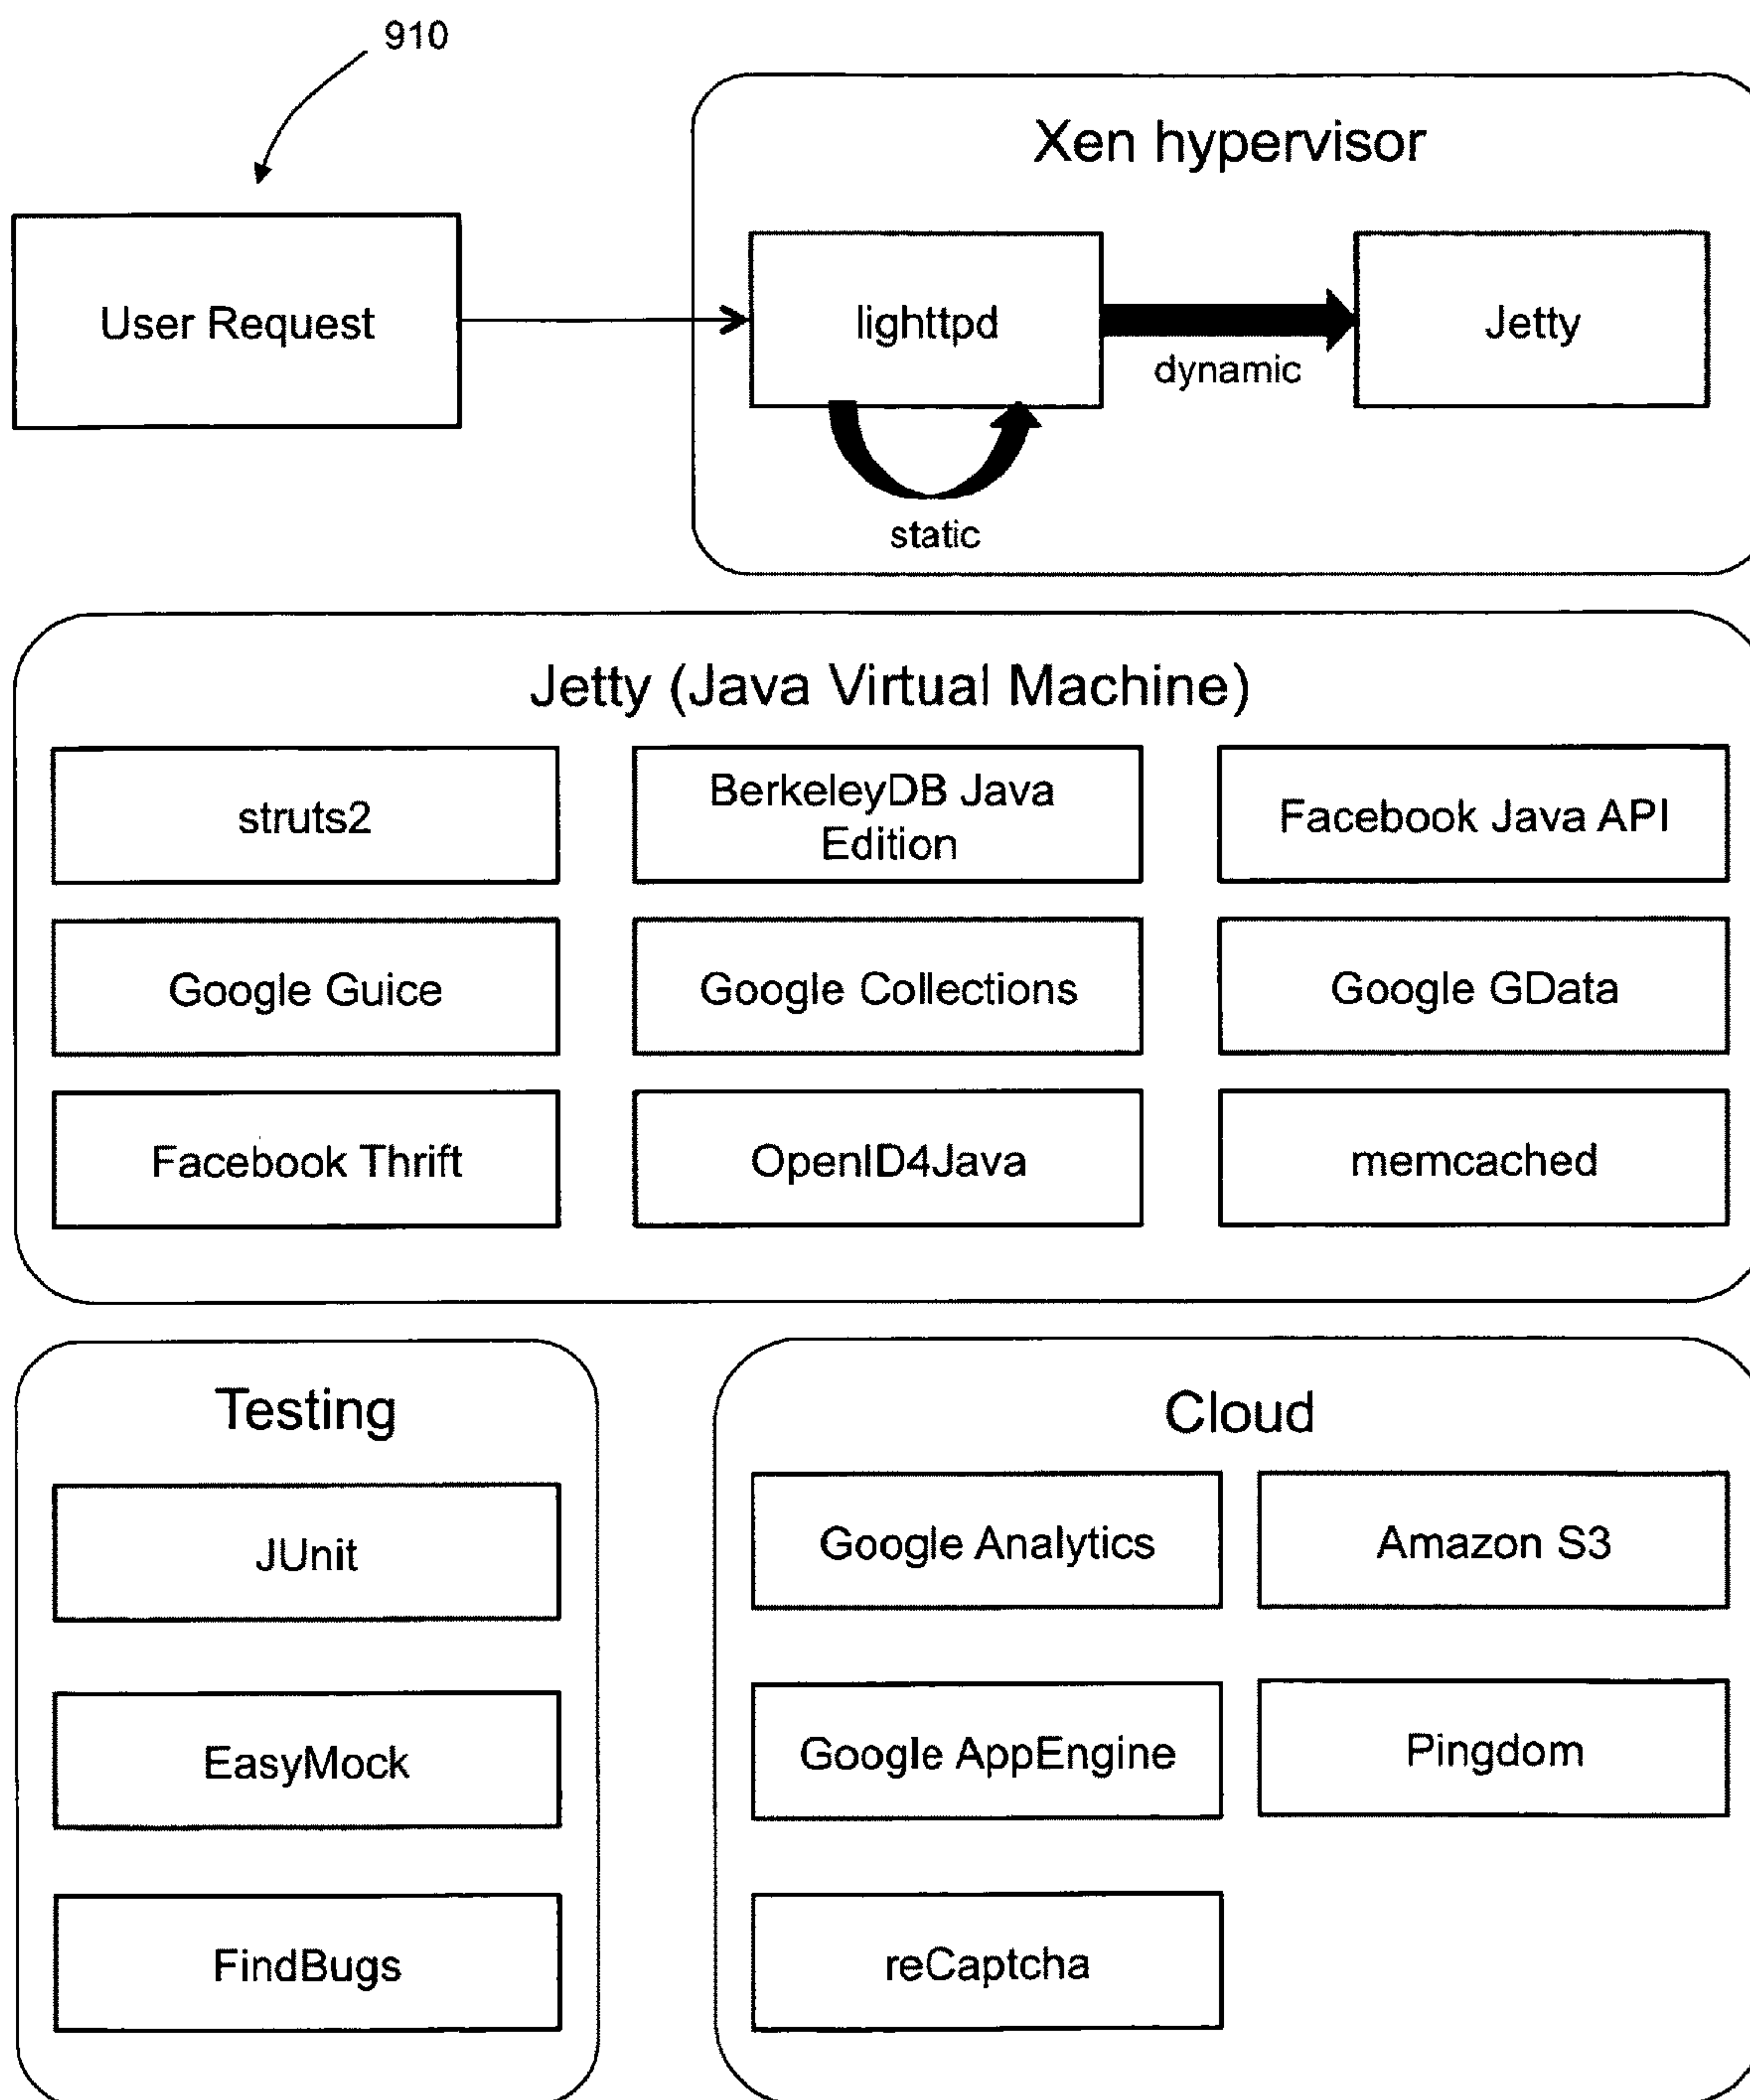 910
Xen hypervisor
User Request
lighttpd
Jetty
dynamic
static
Jetty (Java Virtual Machine)
struts2
BerkeleyDB Java
Edition
Facebook Java API
Google Guice
Google Collections
Google GData
Facebook Thrift
OpenID4Java
memcached
Testing
JUnit
EasyMock
FindBugs
Cloud
Google Analytics
Amazon S3
Google AppEngine
Pingdom
reCaptcha